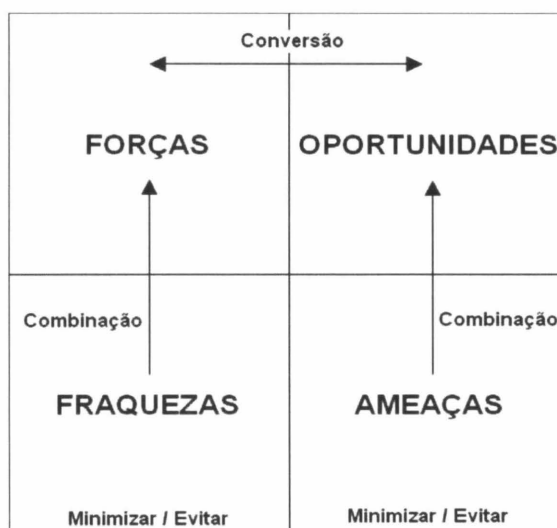 Conversão
FORÇAS OPORTUNIDADES
Combinação Combinação
FRAQUEZAS AMEAÇAS
Minimizar / Evitar Minimizar / Evitar